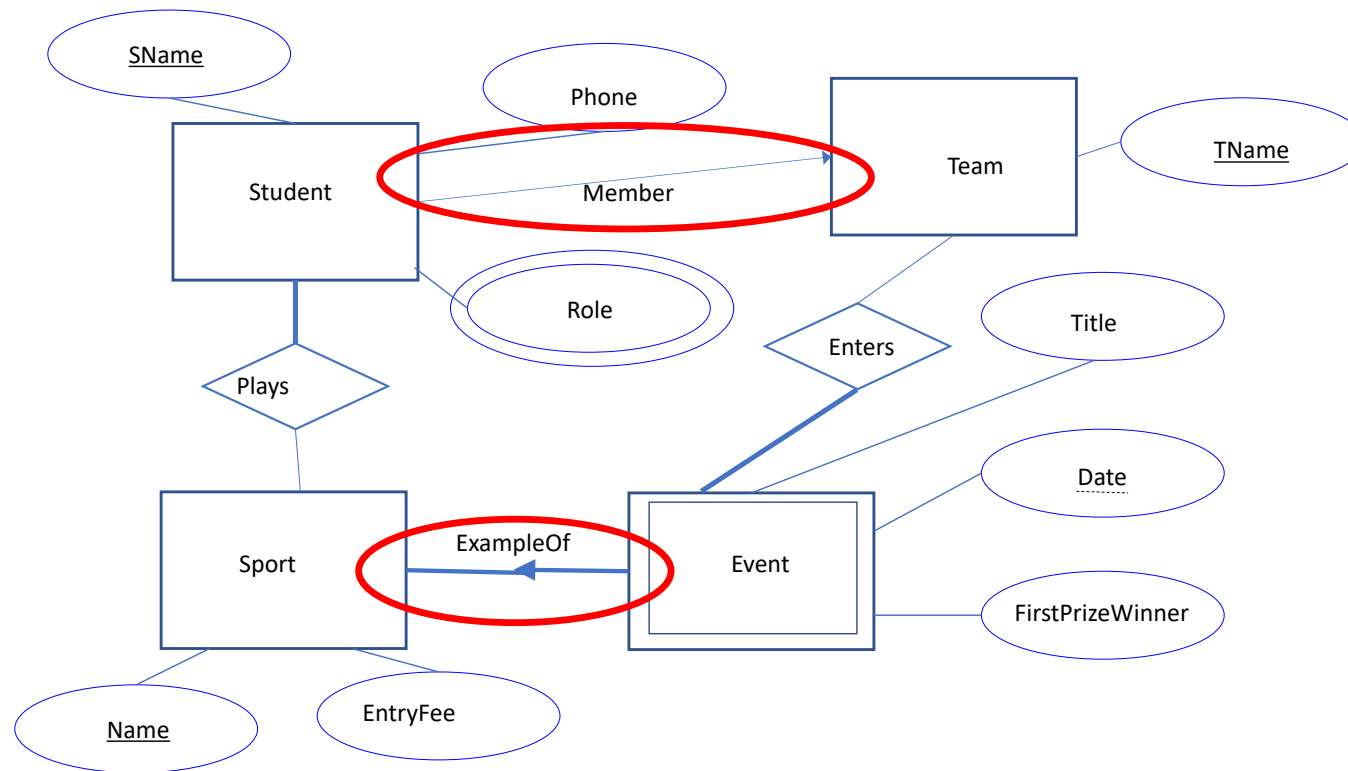 SName
Phone
Team
TName
Student
Member
Role
Title
Enters
Plays
Date
ExampleOf
Sport
Event
FirstPrizeWinner
EntryFee
Name